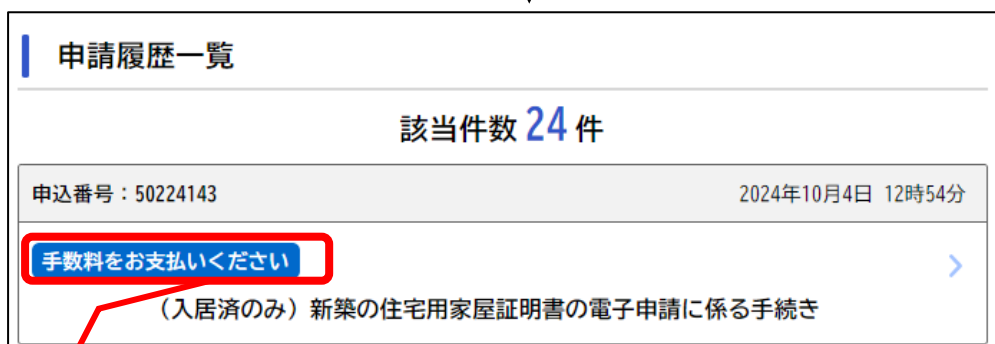 申請履歴一覧
該当件数 24 件
申込番号:50224143 2024年10月4日 12時54分
手数料をお支払いください
(入居済のみ)新築の住宅用家屋証明書の電子申請に係る手続き